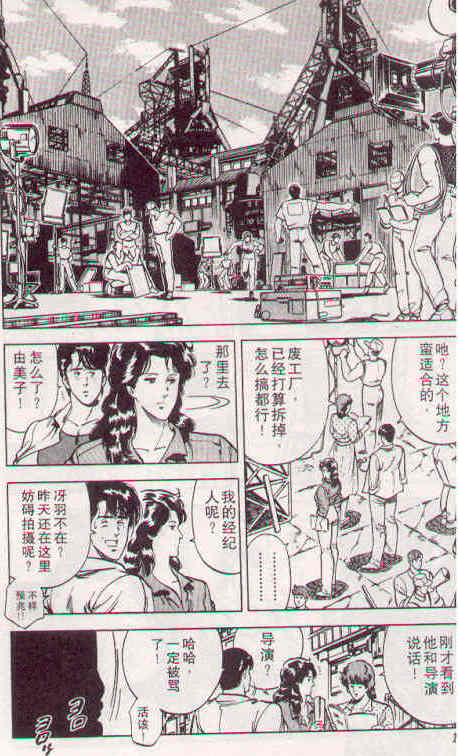 咃？这个地方
蛮适合的．
废工厂，
已经打算拆掉，
怎么搞都行！
………
那里去
了？
怎么了？
由美子！
我的经纪
人呢？
冴羽不在？
昨天还在这里
妨碍拍摄呢？
不样
预兆!!
刚才看到
他和导演
说话！
导演？
哈哈，
一定被骂
了！
活该！